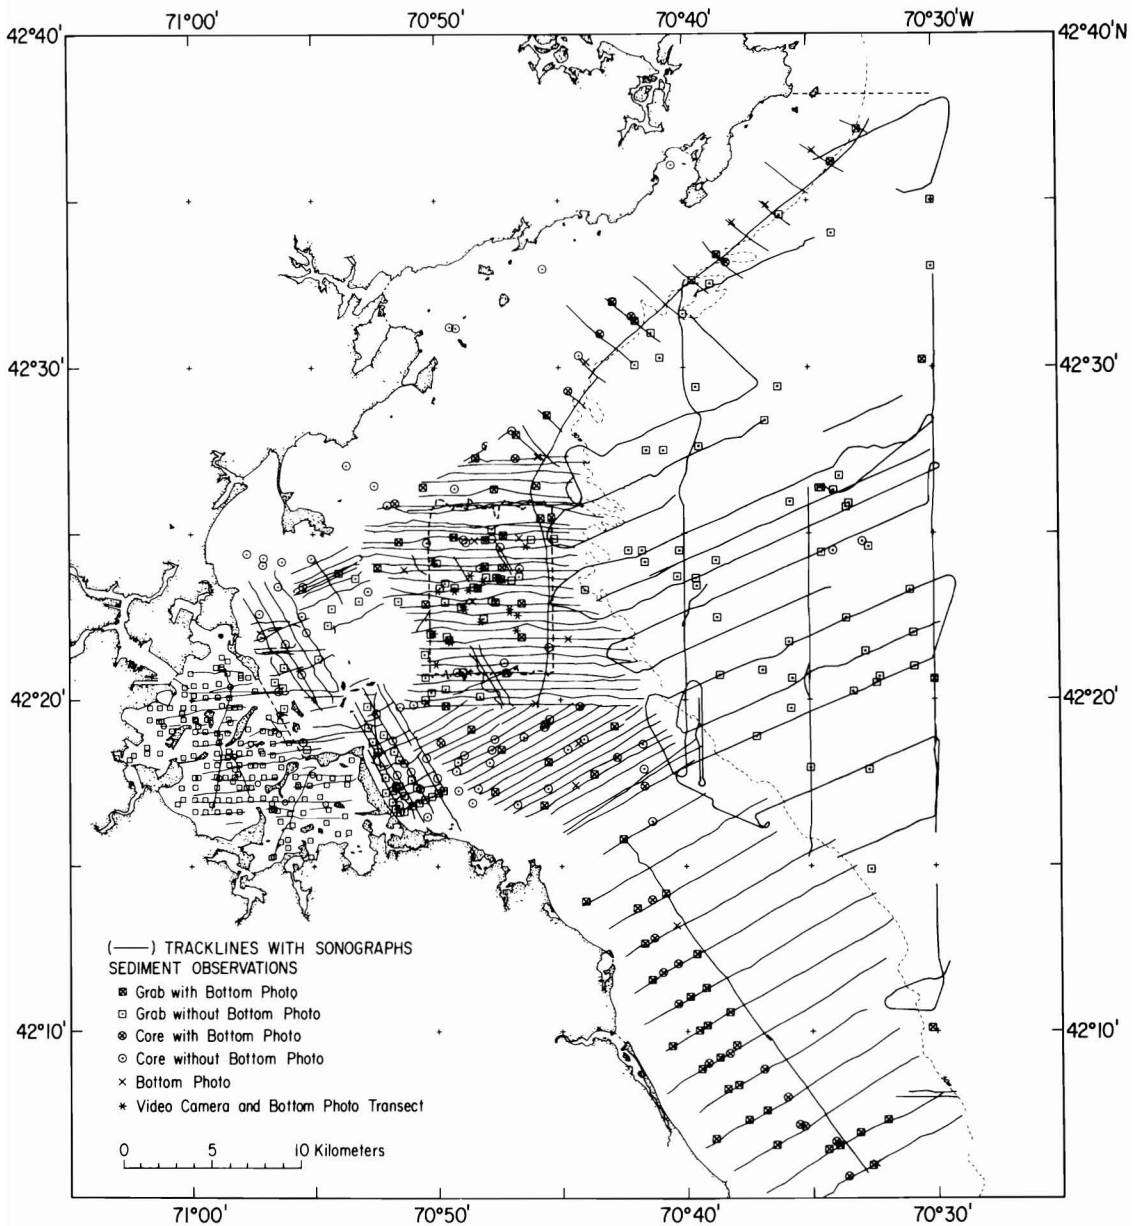 71°00' 70°50' 70°40' 70°30'W
42°40' 42°40'N
42°30' 42°30'
42°20' 42°20'
(——) TRACKLINES WITH SONOGRAPHS
SEDIMENT OBSERVATIONS
Grab with Bottom Photo
Grab without Bottom Photo
42°10' 42°10'
Core with Bottom Photo
Core without Bottom Photo
Bottom Photo
Video Camera and Bottom Photo Transect
0 5 10 Kilometers
71°00' 70°50' 70°40' 70°30'